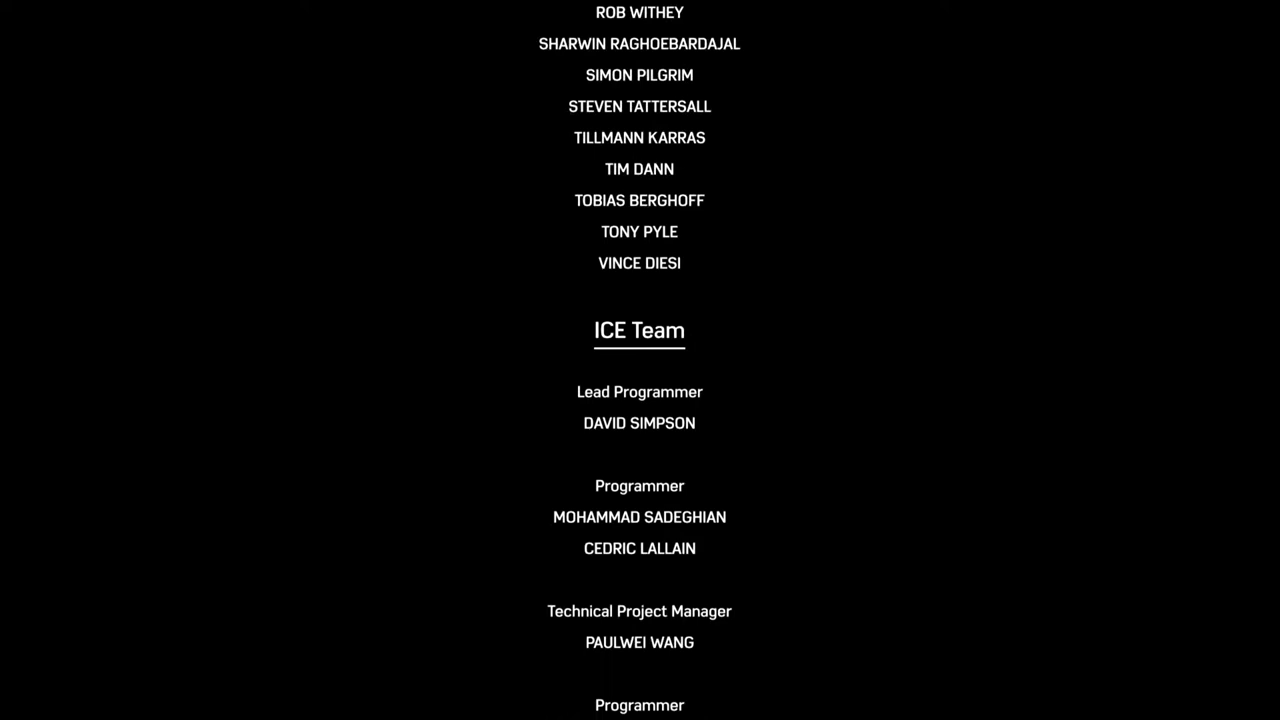 ROB WITHEY
SHARWIN RAGHOEBARDAJAL
SIMON PILGRIM
STEVEN TATTERSALL
TILLMANN KARRAS
TIM DANN
TOBIAS BERGHOFF
TONY PYLE
VINCE DIESI
ICE Team
Lead Programmer
DAVID SIMPSON
Programmer
MOHAMMAD SADEGHIAN
CEDRIC LALLAIN
Technical Project Manager
PAULWEI WANG
Programmer